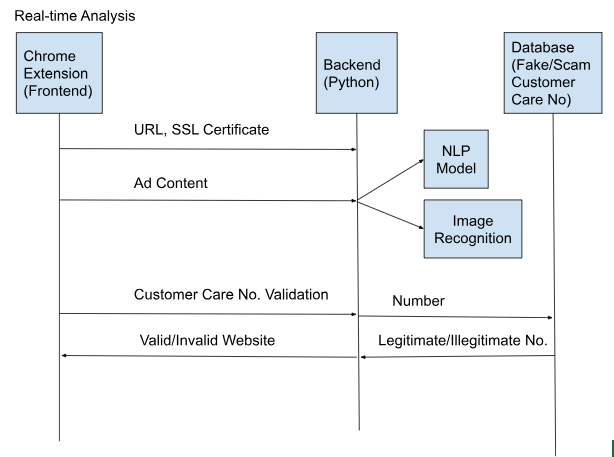 Real-time Analysis
Chrome
Extension
(Frontend)
Backend
(Python)
Database
(Fake/Scam
Customer
Care No)
URL, SSL Certificate
NLP
Model
Ad Content
Image
Recognition
Customer Care No. Validation
Number
Valid/Invalid Website
Legitimate/Illegitimate No.